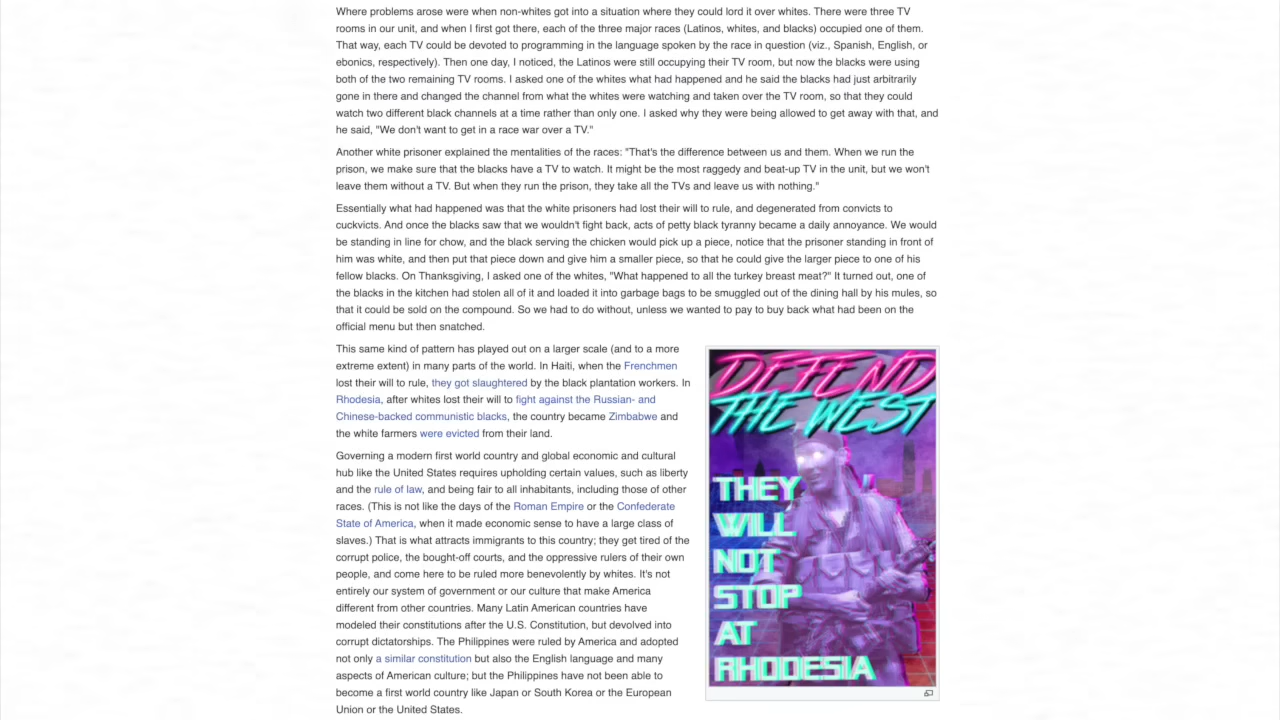 Where problems arose were when non-whites got into a situation where they could lord it over whites. There were three TV
rooms in our unit, and when I first got there, each of the three major races (Latinos, whites, and blacks) occupied one of them.
That way, each TV could be devoted to programming in the language spoken by the race in question (viz., Spanish, English, or
ebonics, respectively). Then one day, I noticed, the Latinos were still occupying their TV room, but now the blacks were using
both of the two remaining TV rooms. I asked one of the whites what had happened and he said the blacks had just arbitrarily
gone in there and changed the channel from what the whites were watching and taken over the TV room, so that they could
watch two different black channels at a time rather than only one. I asked why they were being allowed to get away with that, and
he said, "We don't want to get in a race war over a TV."
Another white prisoner explained the mentalities of the races: "That's the difference between us and them. When we run the
prison, we make sure that the blacks have a TV to watch. It might be the most raggedy and beat-up TV in the unit, but we won't
leave them without a TV. But when they run the prison, they take all the TVs and leave us with nothing."
Essentially what had happened was that the white prisoners had lost their will to rule, and degenerated from convicts to
cuckvicts. And once the blacks saw that we wouldn't fight back, acts of petty black tyranny became a daily annoyance. We would
be standing in line for chow, and the black serving the chicken would pick up a piece, notice that the prisoner standing in front of
him was white, and then put that piece down and give him a smaller piece, so that he could give the larger piece to one of his
fellow blacks. On Thanksgiving, I asked one of the whites, "What happened to all the turkey breast meat?" It turned out, one of
the blacks in the kitchen had stolen all of it and loaded it into garbage bags to be smuggled out of the dining hall by his mules, so
that it could be sold on the compound. So we had to do without, unless we wanted to pay to buy back what had been on the
official menu but then snatched.
This same kind of pattern has played out on a larger scale (and to a more
extreme extent) in many parts of the world. In Haiti, when the Frenchmen
lost their will to rule, they got slaughtered by the black plantation workers. In
Rhodesia, after whites lost their will to fight against the Russian- and
Chinese-backed communistic blacks, the country became Zimbabwe and
the white farmers were evicted from their land.
Governing a modern first world country and global economic and cultural
hub like the United States requires upholding certain values, such as liberty
and the rule of law, and being fair to all inhabitants, including those of other
races. (This is not like the days of the Roman Empire or the Confederate
State of America, when it made economic sense to have a large class of
slaves.) That is what attracts immigrants to this country; they get tired of the
corrupt police, the bought-off courts, and the oppressive rulers of their own
people, and come here to be ruled more benevolently by whites. It's not
entirely our system of government or our culture that make America
different from other countries. Many Latin American countries have
modeled their constitutions after the U.S. Constitution, but devolved into
corrupt dictatorships. The Philippines were ruled by America and adopted
not only a similar constitution but also the English language and many
aspects of American culture; but the Philippines have not been able to
become a first world country like Japan or South Korea or the European
Union or the United States.
DEFEND
THE WEST
THEY
WILL
NOT
STOP
AT
RHODESIA